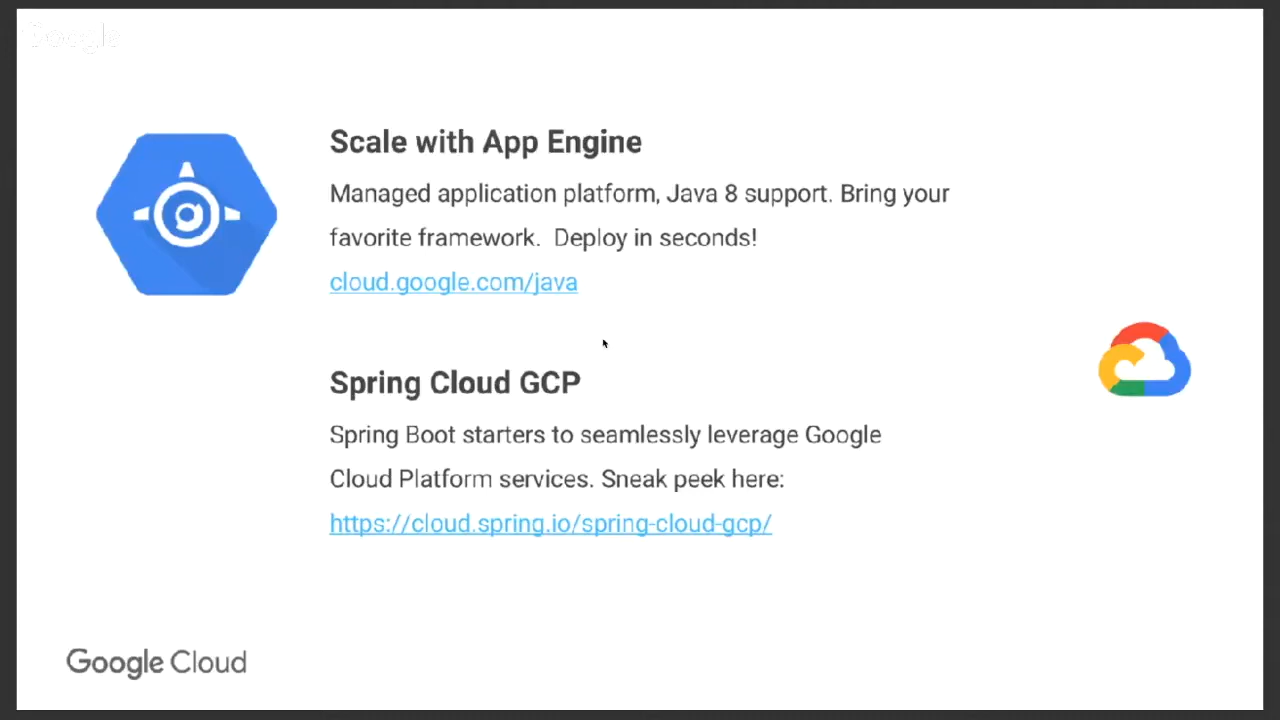 Google
Scale with App Engine
Managed application platform, Java 8 support. Bring your
favorite framework.  Deploy in seconds!
cloud.google.com/java
Spring Cloud GCP
Spring Boot starters to seamlessly leverage Google
Cloud Platform services. Sneak peek here:
https://cloud.spring.io/spring-cloud-gcp/
Google Cloud